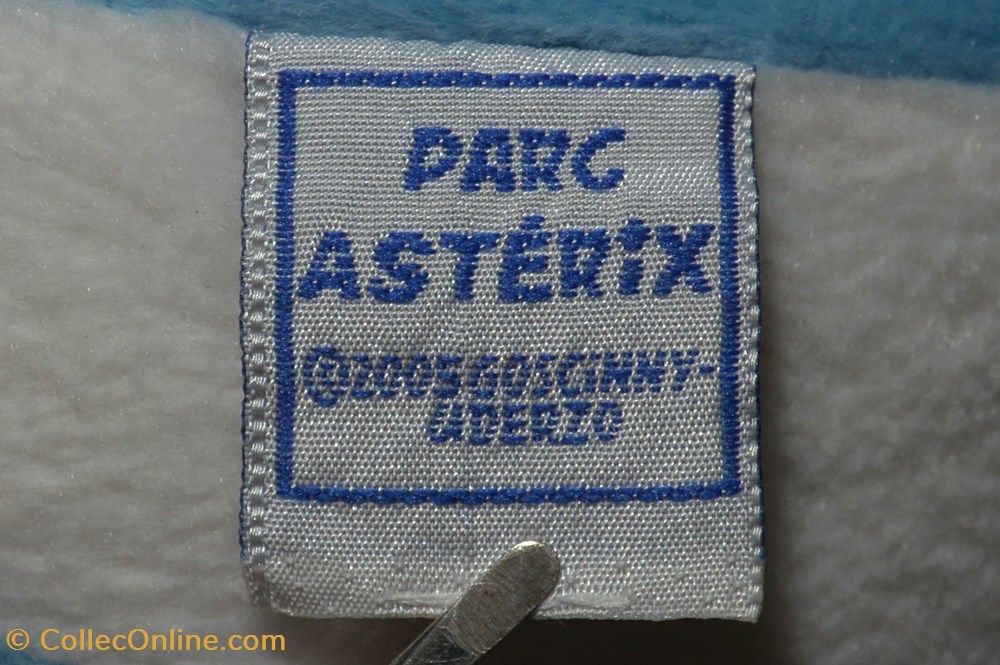 PARC
ASTÉRiX
©2005GOSCINNY-
UDERZO
© CollecOnline.com